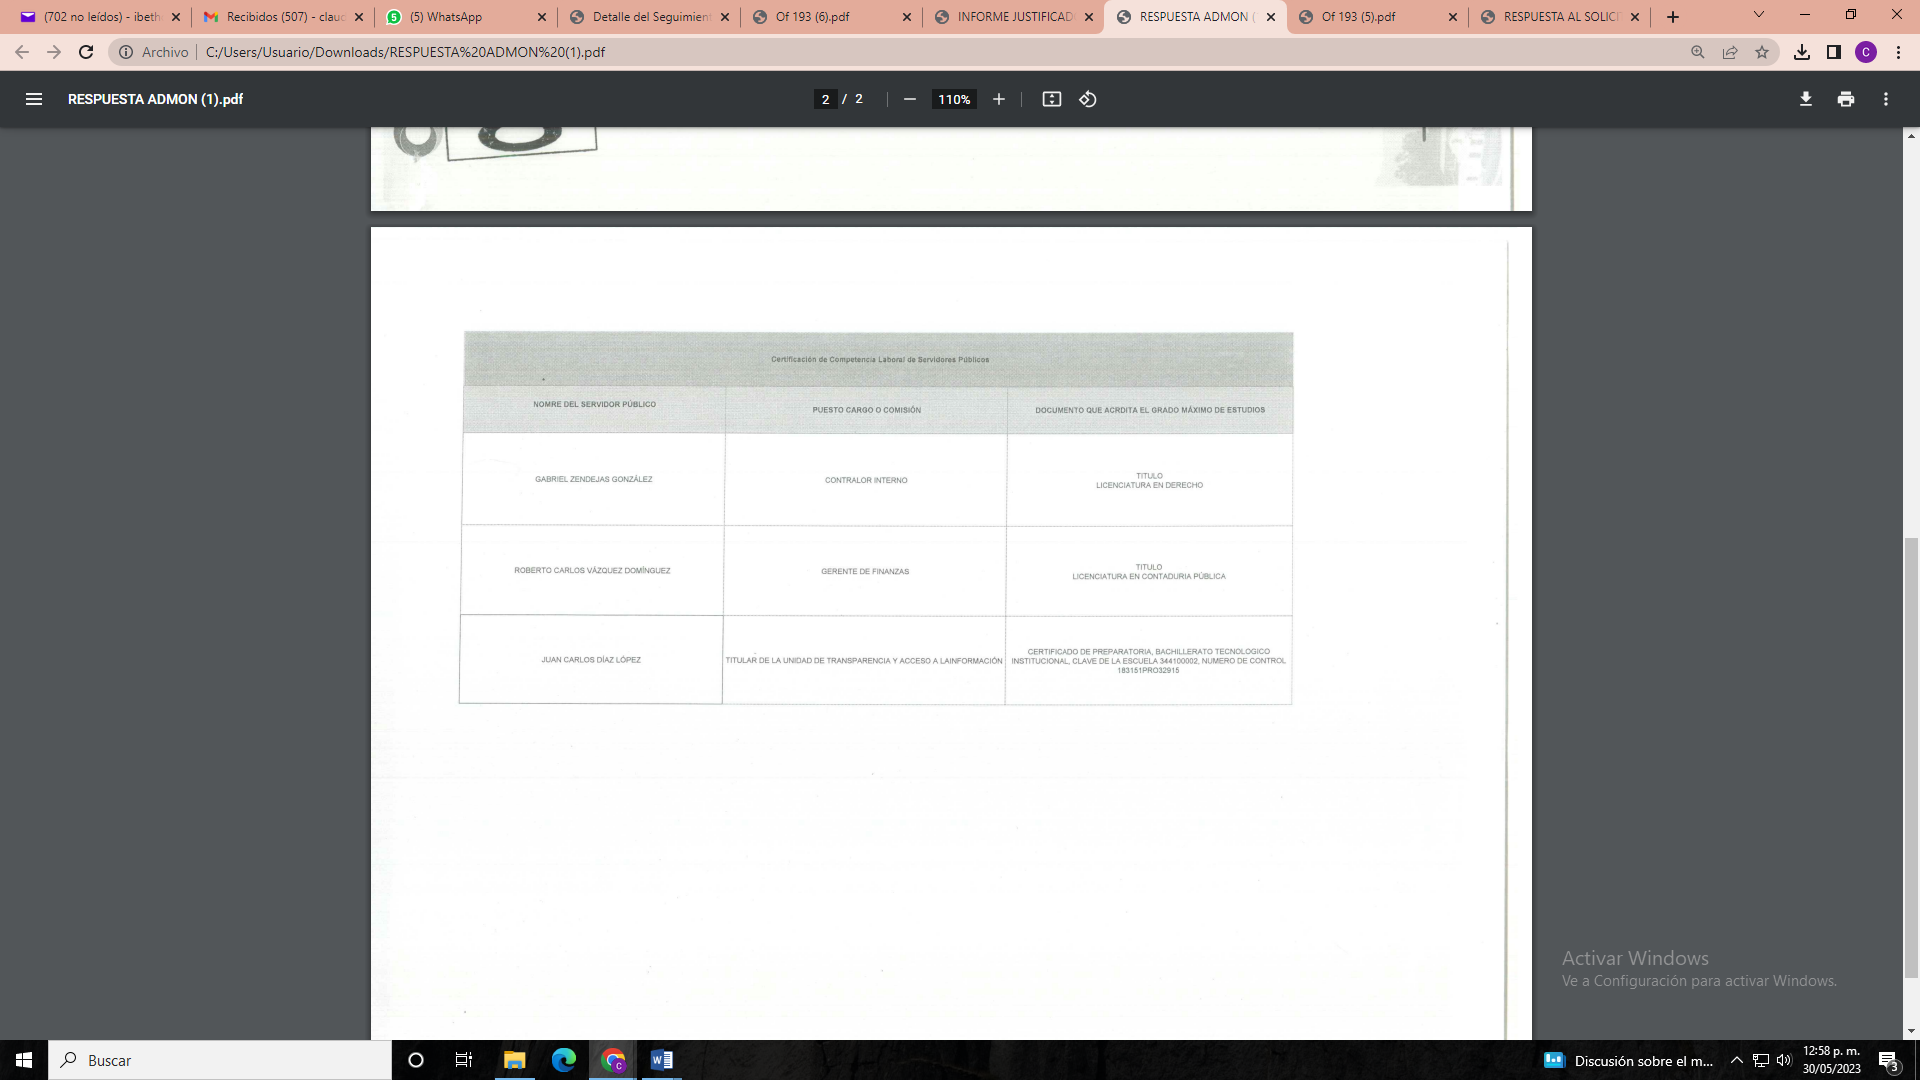 (702 no leídos) - ibeth
Recibidos (507) - clau
(5) WhatsApp
Detalle del Seguimient
Of 193 (6).pdf
INFORME JUSTIFICAD
RESPUESTA ADMON (
Of 193 (5).pdf
RESPUESTA AL SOLICI
Archivo
C:/Users/Usuario/Downloads/RESPUESTA%20ADMON%20(1).pdf
C
RESPUESTA ADMON (1).pdf
2 / 2
110%
Certificación de Competencia Laboral de Servidores Públicos
NOMRE DEL SERVIDOR PÚBLICO
PUESTO CARGO O COMISIÓN
DOCUMENTO QUE ACRDITA EL GRADO MÁXIMO DE ESTUDIOS
GABRIEL ZENDEJAS GONZÁLEZ
CONTRALOR INTERNO
TITULO
LICENCIATURA EN DERECHO
ROBERTO CARLOS VÁZQUEZ DOMÍNGUEZ
GERENTE DE FINANZAS
TITULO
LICENCIATURA EN CONTADURIA PÚBLICA
JUAN CARLOS DÍAZ LÓPEZ
TITULAR DE LA UNIDAD DE TRANSPARENCIA Y ACCESO A LAINFORMACIÓN
CERTIFICADO DE PREPARATORIA, BACHILLERATO TECNOLOGICO
INSTITUCIONAL, CLAVE DE LA ESCUELA 344100002, NUMERO DE CONTROL
183151PRO32915
Activar Windows
Ve a Configuración para activar Windows.
Buscar
Discusión sobre el m...
12:58 p. m.
30/05/2023
3